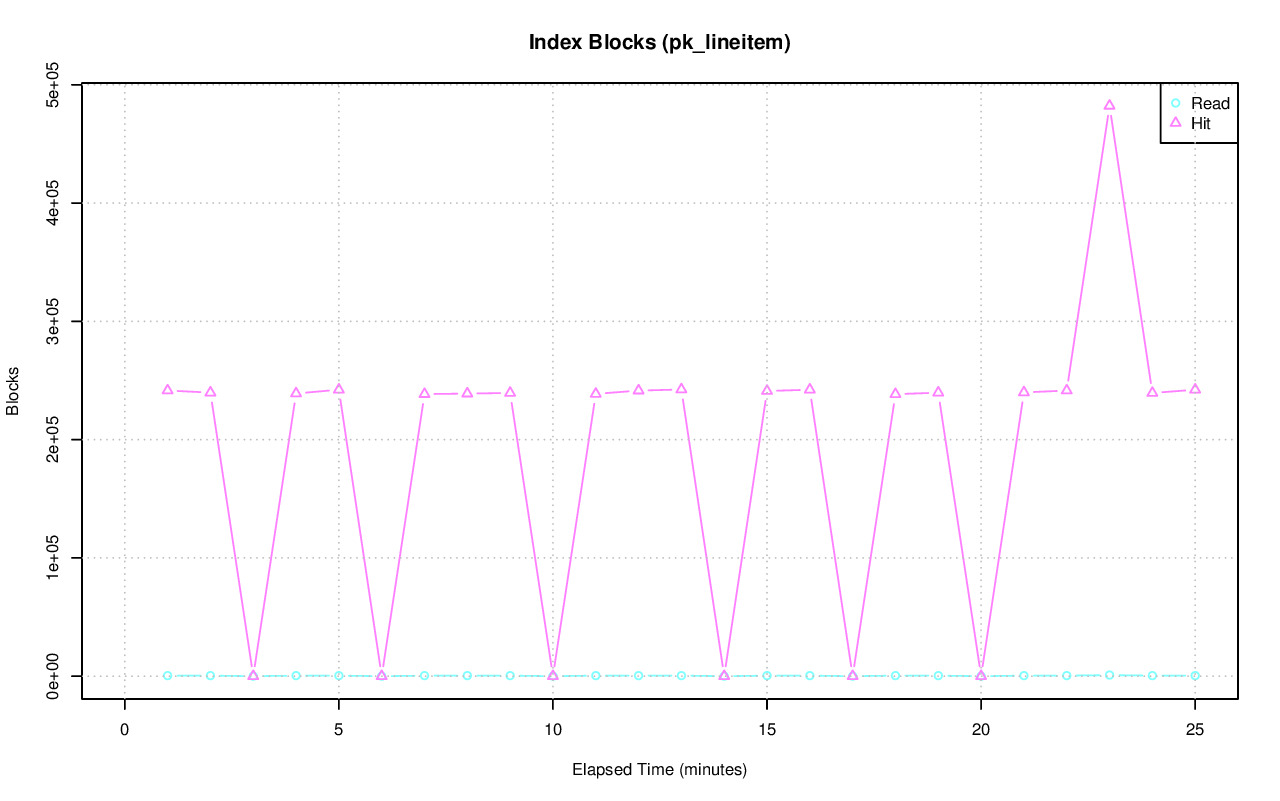 Index Blocks (pk_lineitem)
Read
Hit
Blocks
5e+05
4e+05
3e+05
2e+05
1e+05
0e+00
0 5 10 15 20 25
Elapsed Time (minutes)